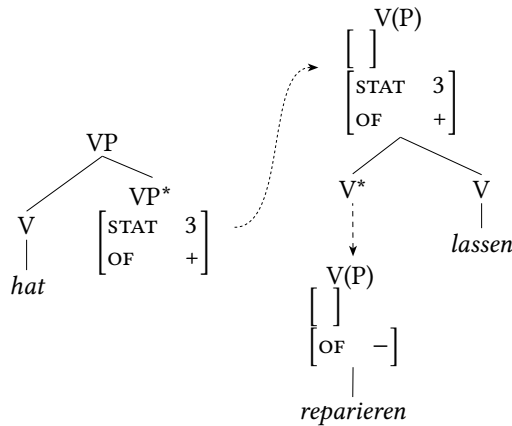 V(P)
[ ]
[STAT 3
OF +]
VP
VP*
V
[STAT 3
OF +]
hat
V*
V
lassen
V(P)
[ ]
[OF −]
reparieren